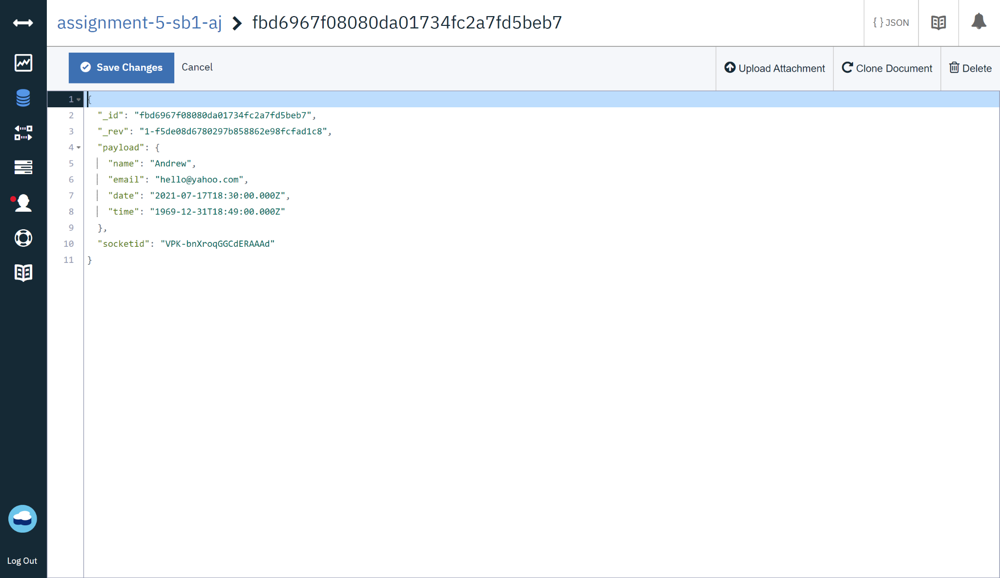 assignment-5-sb1-aj > fbd6967f08080da01734fc2a7fd5beb7
{ } JSON
Save Changes Cancel Upload Attachment Clone Document Delete
1 {
2 "_id": "fbd6967f08080da01734fc2a7fd5beb7",
3 "_rev": "1-f5de08d6780297b858862e98fcfad1c8",
4 "payload": {
5 "name": "Andrew",
6 "email": "hello@yahoo.com",
7 "date": "2021-07-17T18:30:00.000Z",
8 "time": "1969-12-31T18:49:00.000Z"
9 },
10 "socketid": "VPK-bnXroqGGCdERAAAd"
11 }
Log Out